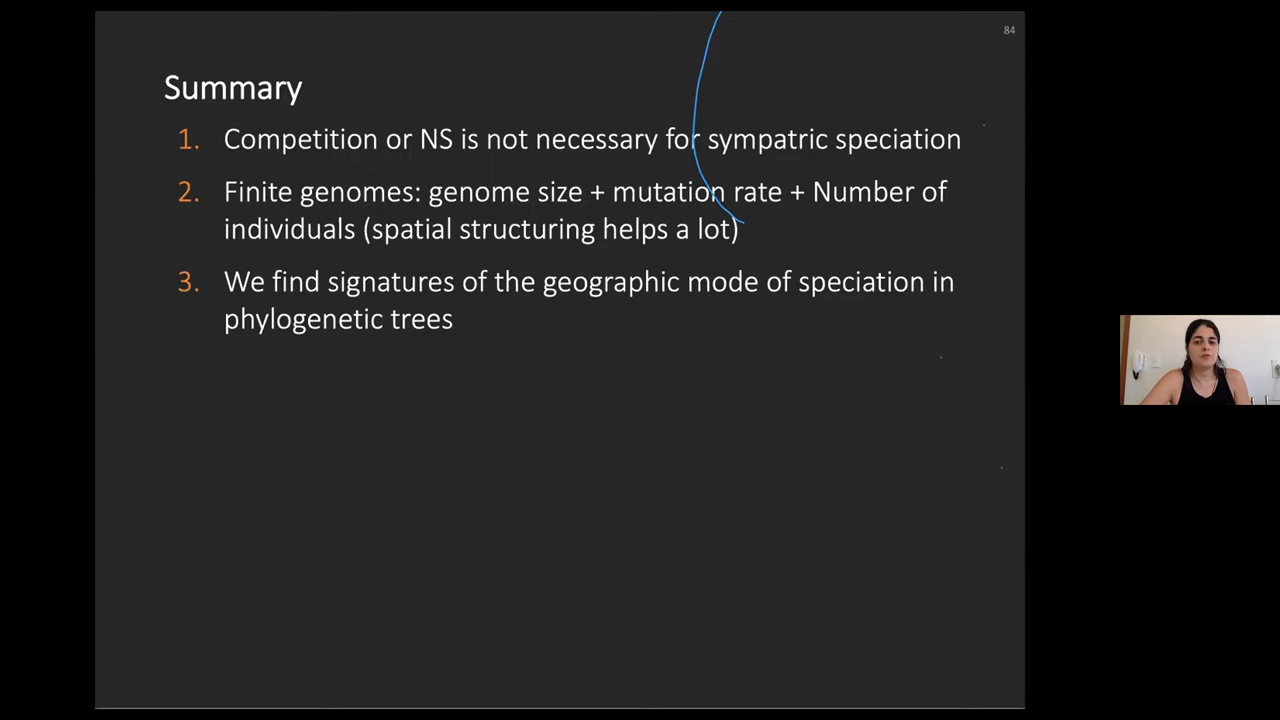 84
Summary
1. Competition or NS is not necessary for sympatric speciation
2. Finite genomes: genome size + mutation rate + Number of
individuals (spatial structuring helps a lot)
3. We find signatures of the geographic mode of speciation in
phylogenetic trees